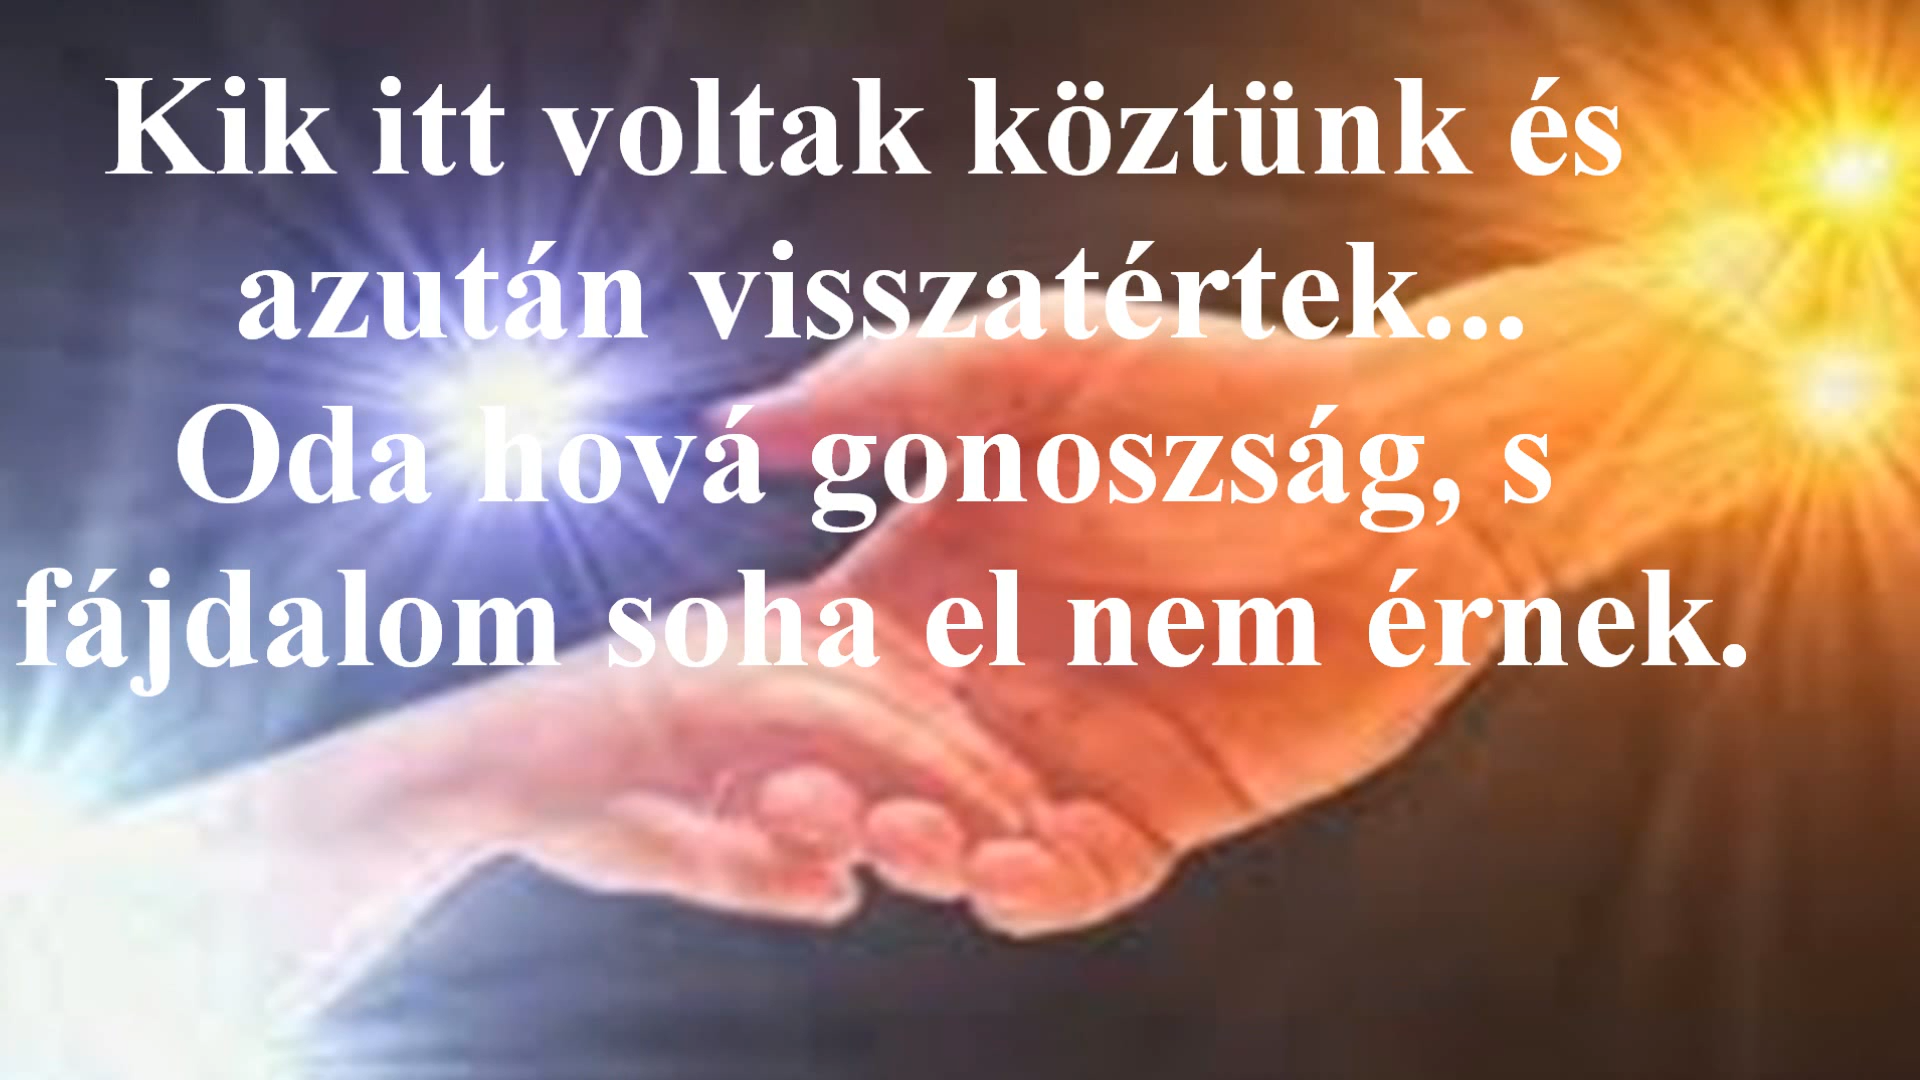 Kik itt voltak köztünk és
azután visszatértek...
Oda hová gonoszság, s
fájdalom soha el nem érnek.